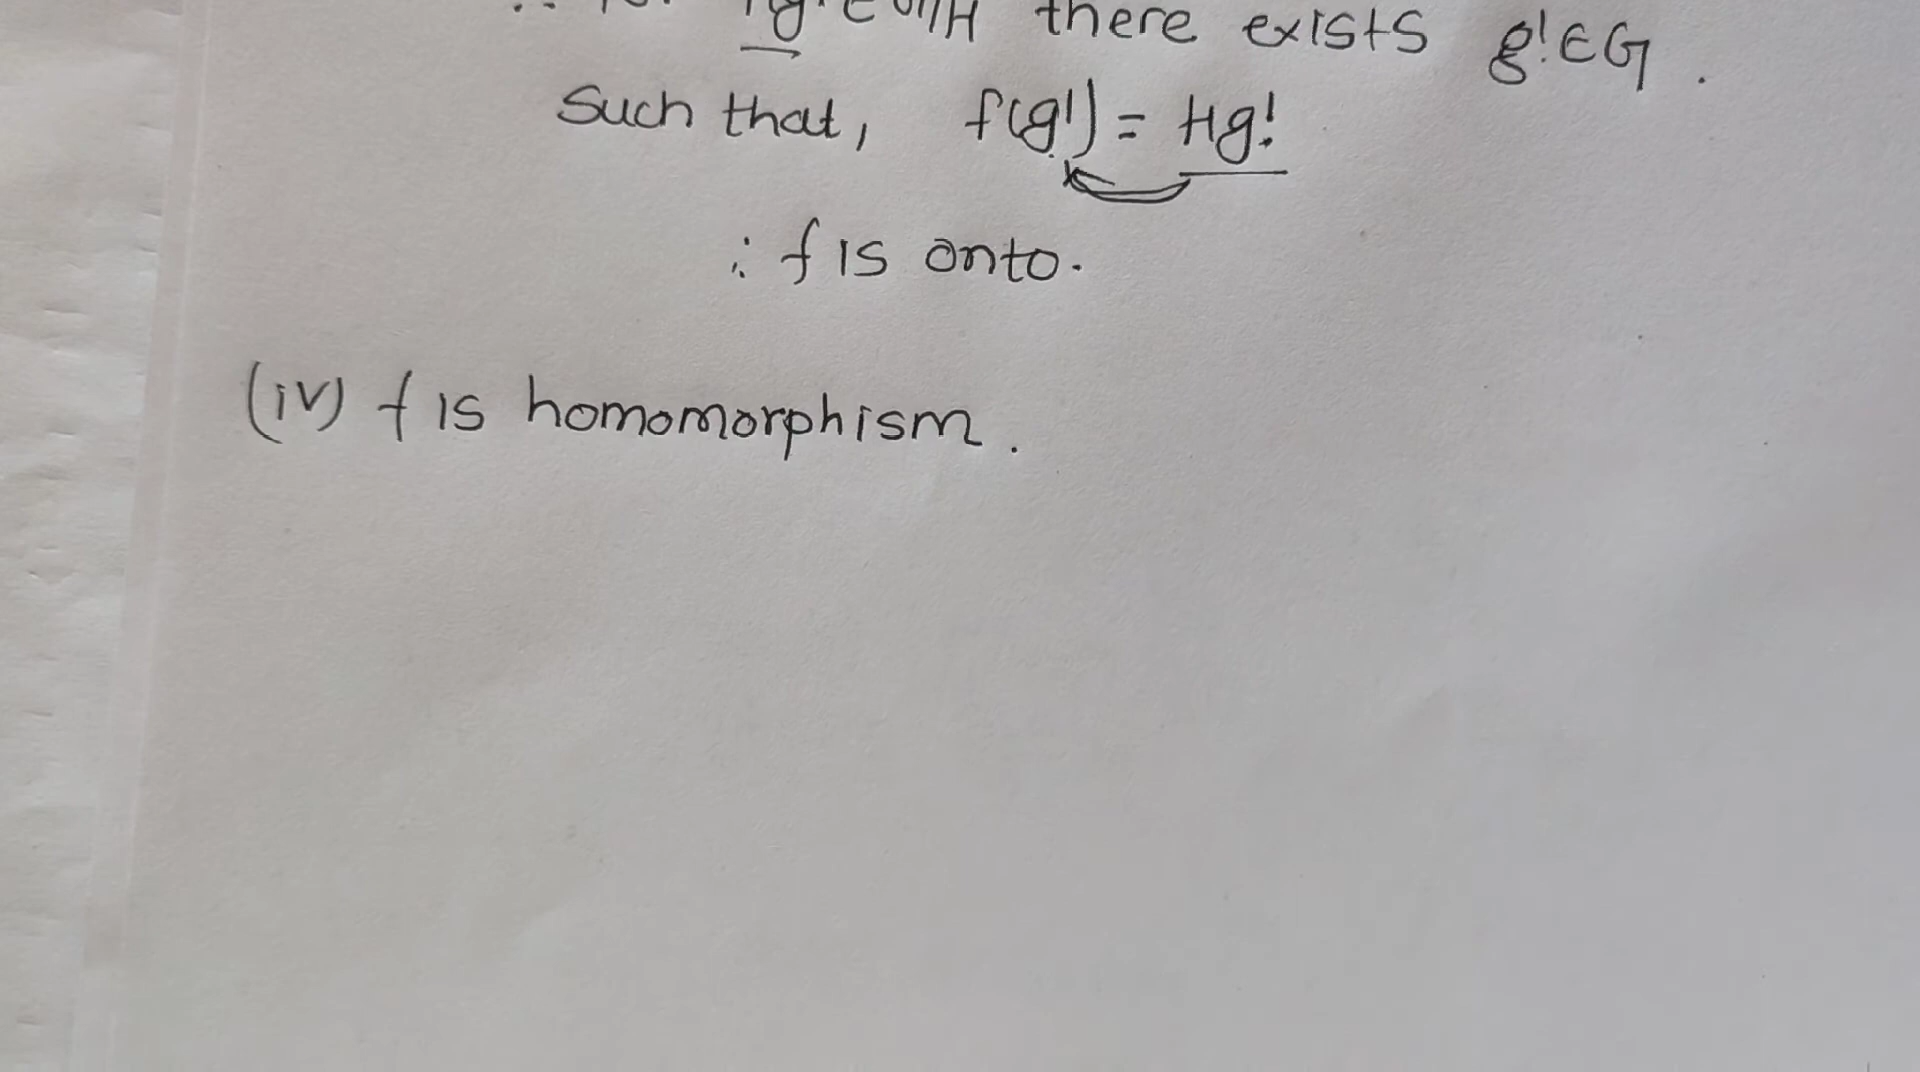 there exists g'∈G.
Such that, f(g') = Hg'.
∴ f is onto.
(iv) f is homomorphism.